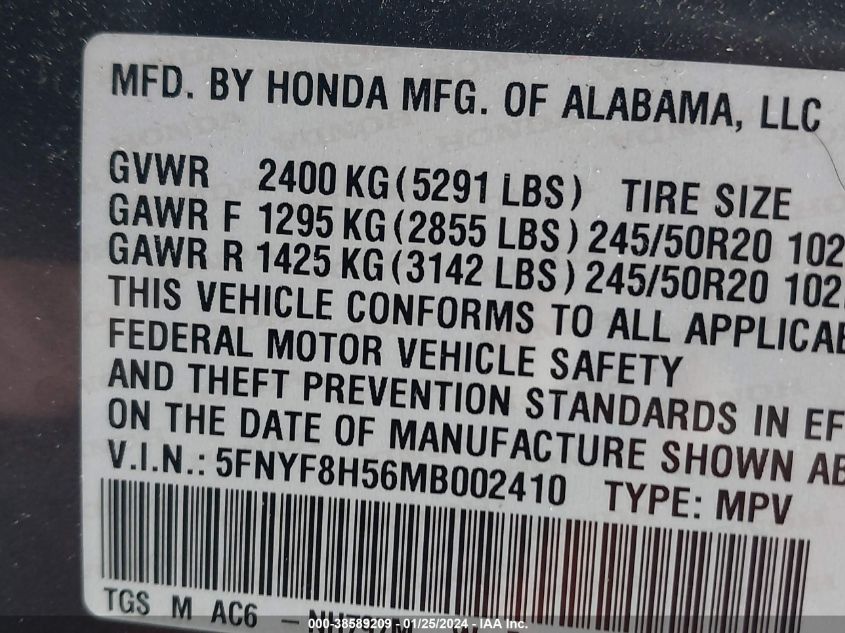 MFD. BY HONDA MFG. OF ALABAMA, LLC
GVWR 2400 KG (5291 LBS) TIRE SIZE
GAWR F 1295 KG (2855 LBS) 245/50R20 102
GAWR R 1425 KG (3142 LBS) 245/50R20 102
THIS VEHICLE CONFORMS TO ALL APPLICAB
FEDERAL MOTOR VEHICLE SAFETY
AND THEFT PREVENTION STANDARDS IN EF
ON THE DATE OF MANUFACTURE SHOWN AB
V.I.N.: 5FNYF8H56MB002410 TYPE: MPV
TGS M AC6 –
000-38589209 - 01/25/2024 - IAA Inc.